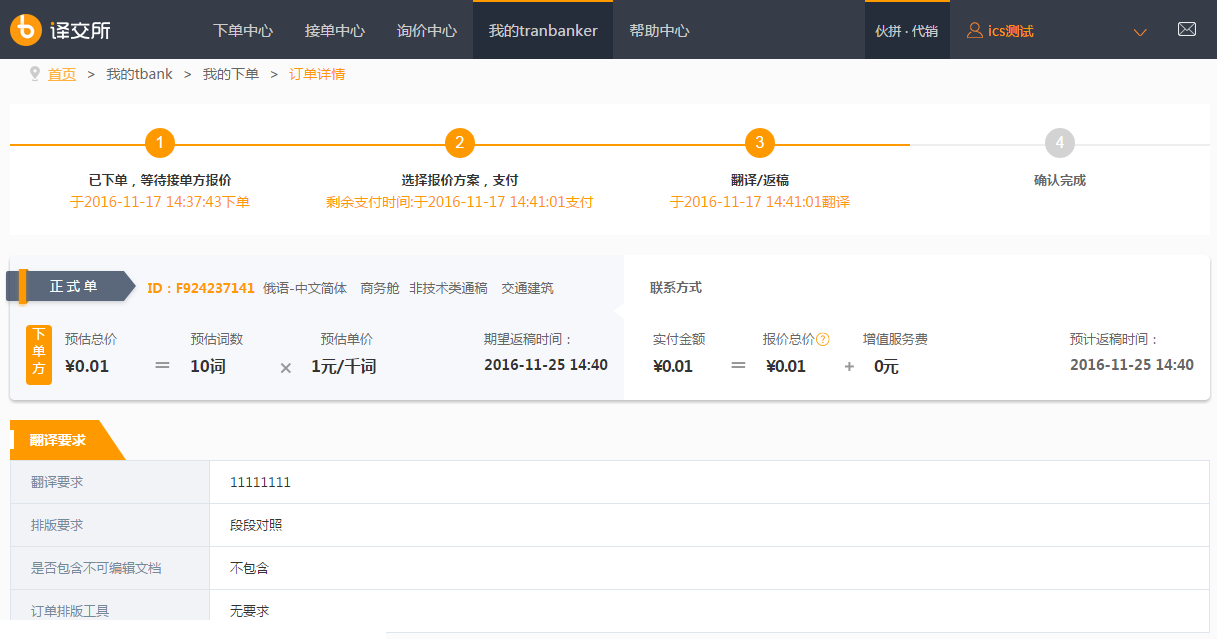 译交所 下单中心 接单中心 询价中心 我的tranbanker 帮助中心 伙拼·代销 ics测试
首页 > 我的tbank > 我的下单 > 订单详情
1 2 3 4
已下单，等待接单方报价 选择报价方案，支付 翻译/返稿 确认完成
于2016-11-17 14:37:43下单 剩余支付时间:于2016-11-17 14:41:01支付 于2016-11-17 14:41:01翻译
正式单 ID：F924237141 俄语-中文简体 商务舱 非技术类通稿 交通建筑 联系方式
下单方
预估总价 预估词数 预估单价 期望返稿时间： 实付金额 报价总价? 增值服务费 预计返稿时间：
¥0.01 = 10词 × 1元/千词 2016-11-25 14:40 ¥0.01 = ¥0.01 + 0元 2016-11-25 14:40
翻译要求
翻译要求 11111111
排版要求 段段对照
是否包含不可编辑文档 不包含
订单排版工具 无要求